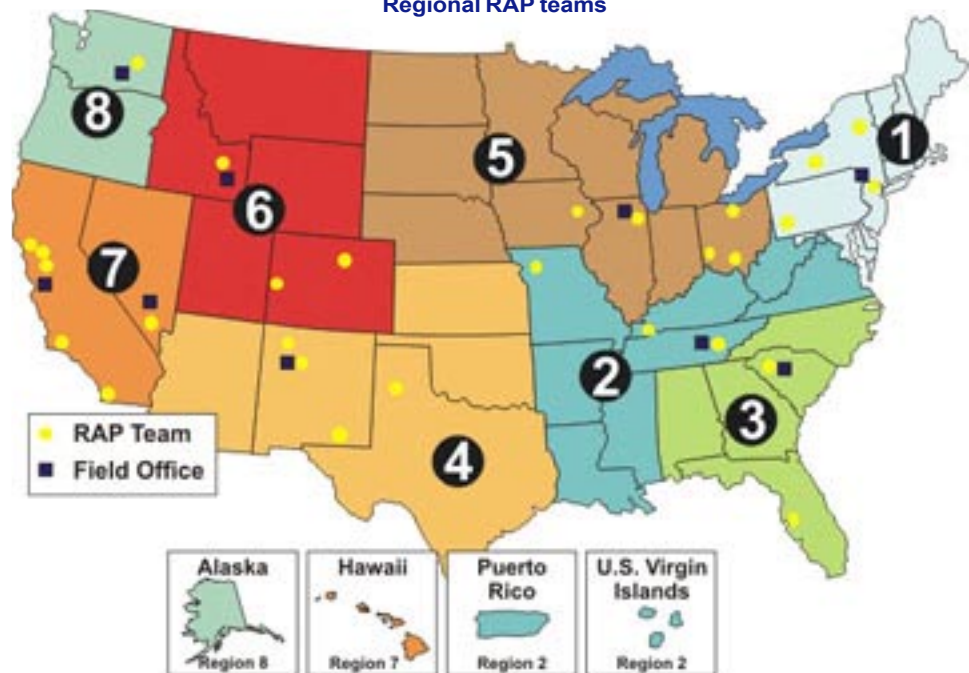 Regional RAP teams
8
1
5
6
7
2
3
4
RAP Team
Field Office
Alaska
Region 8
Hawaii
Region 7
Puerto
Rico
Region 2
U.S. Virgin
Islands
Region 2